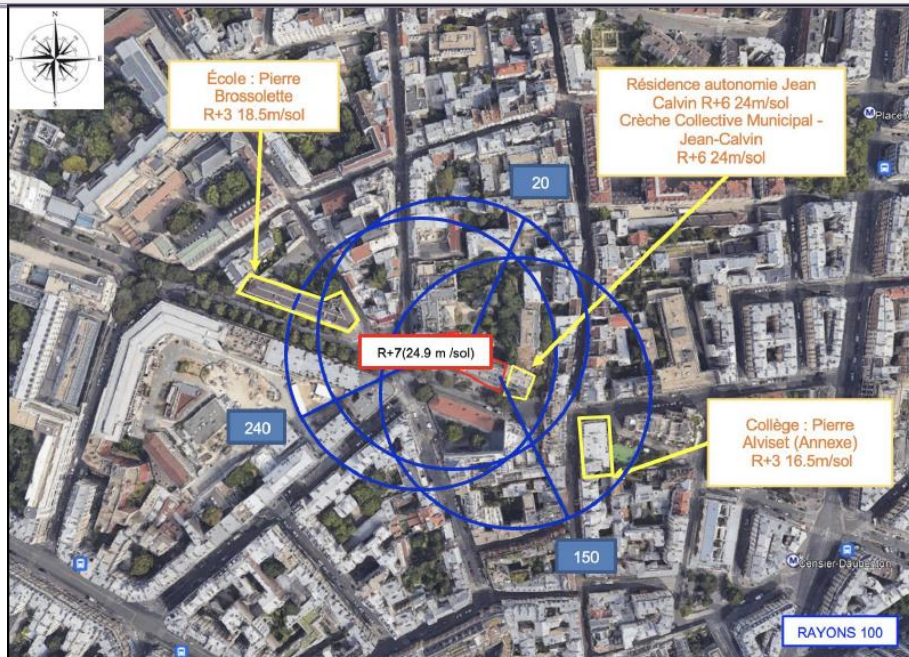 N
O
E
S
École : Pierre
Brossolette
R+3 18.5m/sol
Résidence autonomie Jean
Calvin R+6 24m/sol
Crèche Collective Municipal -
Jean-Calvin
R+6 24m/sol
Place
20
R+7(24.9 m /sol)
240
Collège : Pierre
Alviset (Annexe)
R+3 16.5m/sol
150
Censier-Daubenton
RAYONS 100